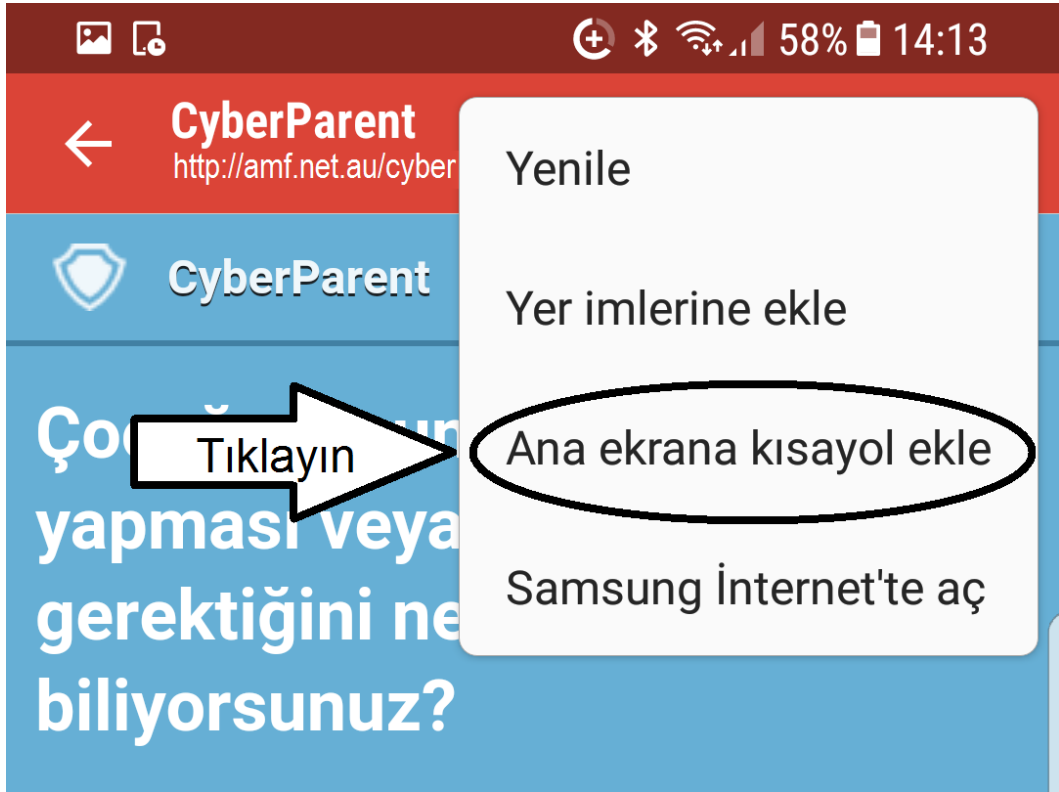 58% 14:13
CyberParent
http://amf.net.au/cyber
Yenile
CyberParent
Yer imlerine ekle
Tıklayın
Ana ekrana kısayol ekle
yapması veya
gerektiğini ne
Samsung İnternet'te aç
biliyorsunuz?